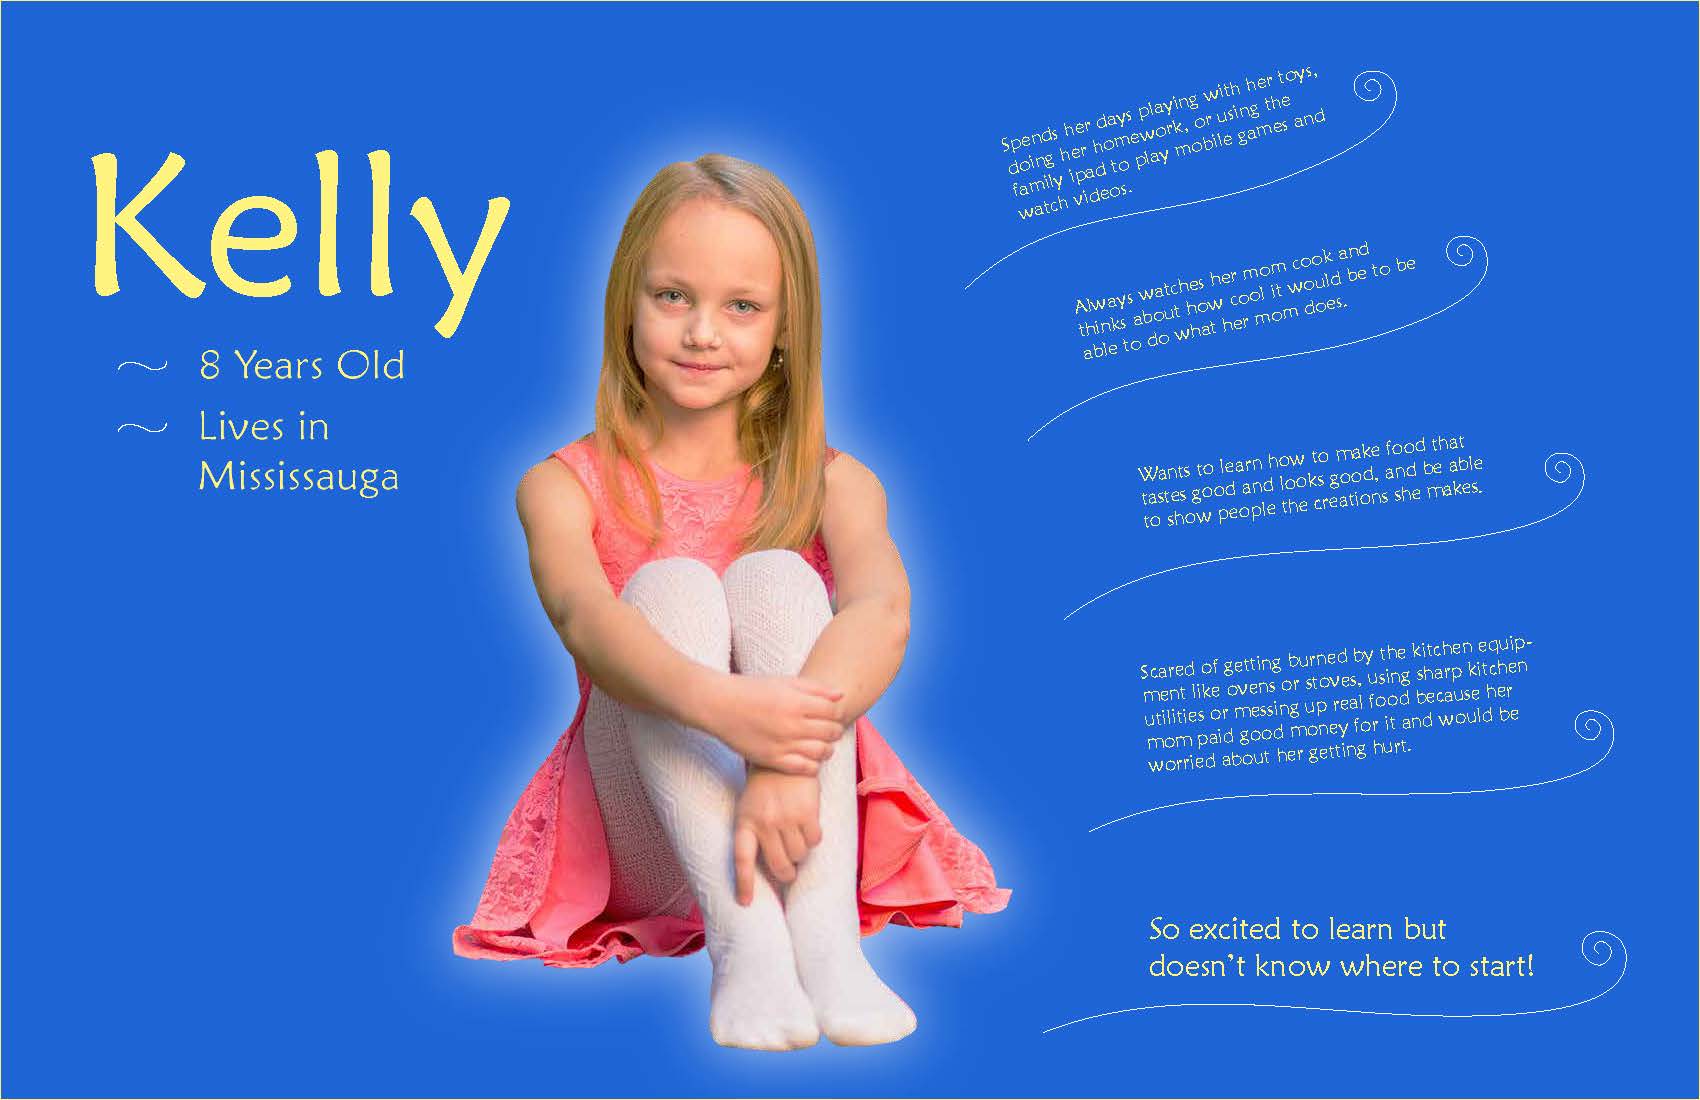 Kelly
8 Years Old
Lives in
Mississauga
Spends her days playing with her toys,
doing her homework, or using the
family ipad to play mobile games and
watch videos.
Always watches her mom cook and
thinks about how cool it would be to be
able to do what her mom does.
Wants to learn how to make food that
tastes good and looks good, and be able
to show people the creations she makes.
Scared of getting burned by the kitchen equip-
ment like ovens or stoves, using sharp kitchen
utilities or messing up real food because her
mom paid good money for it and would be
worried about her getting hurt.
So excited to learn but
doesn't know where to start!